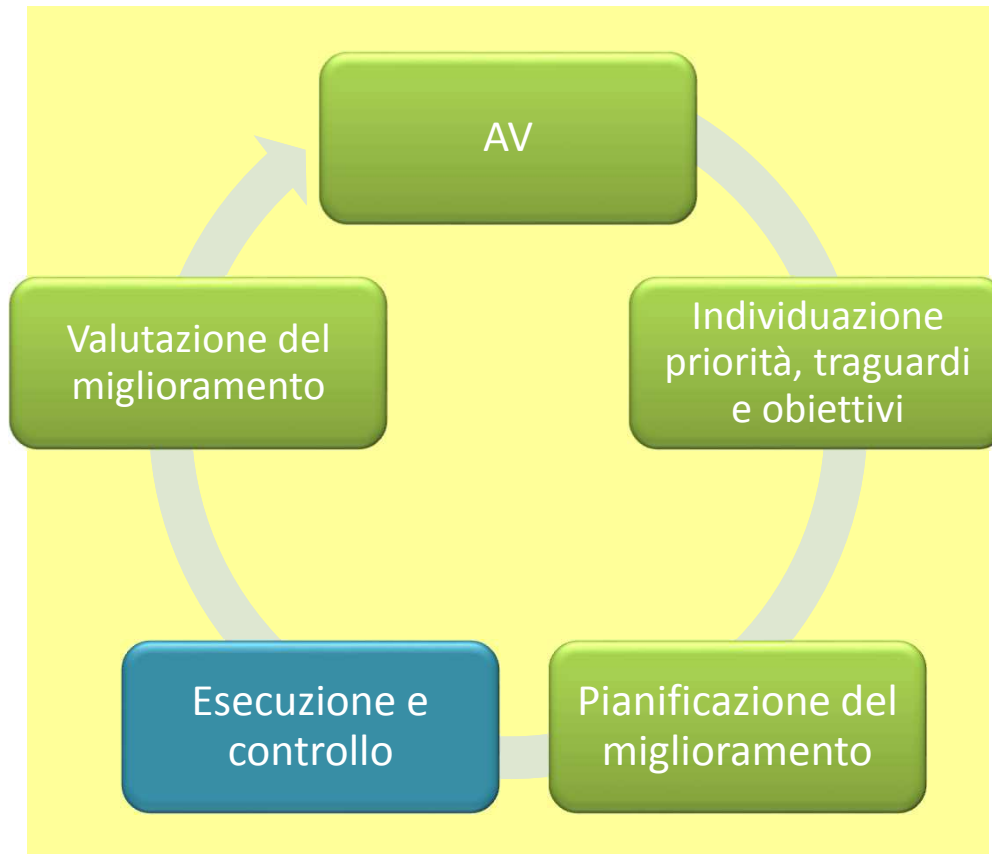 AV
Individuazione
priorità, traguardi
e obiettivi
Pianificazione del
miglioramento
Esecuzione e
controllo
Valutazione del
miglioramento